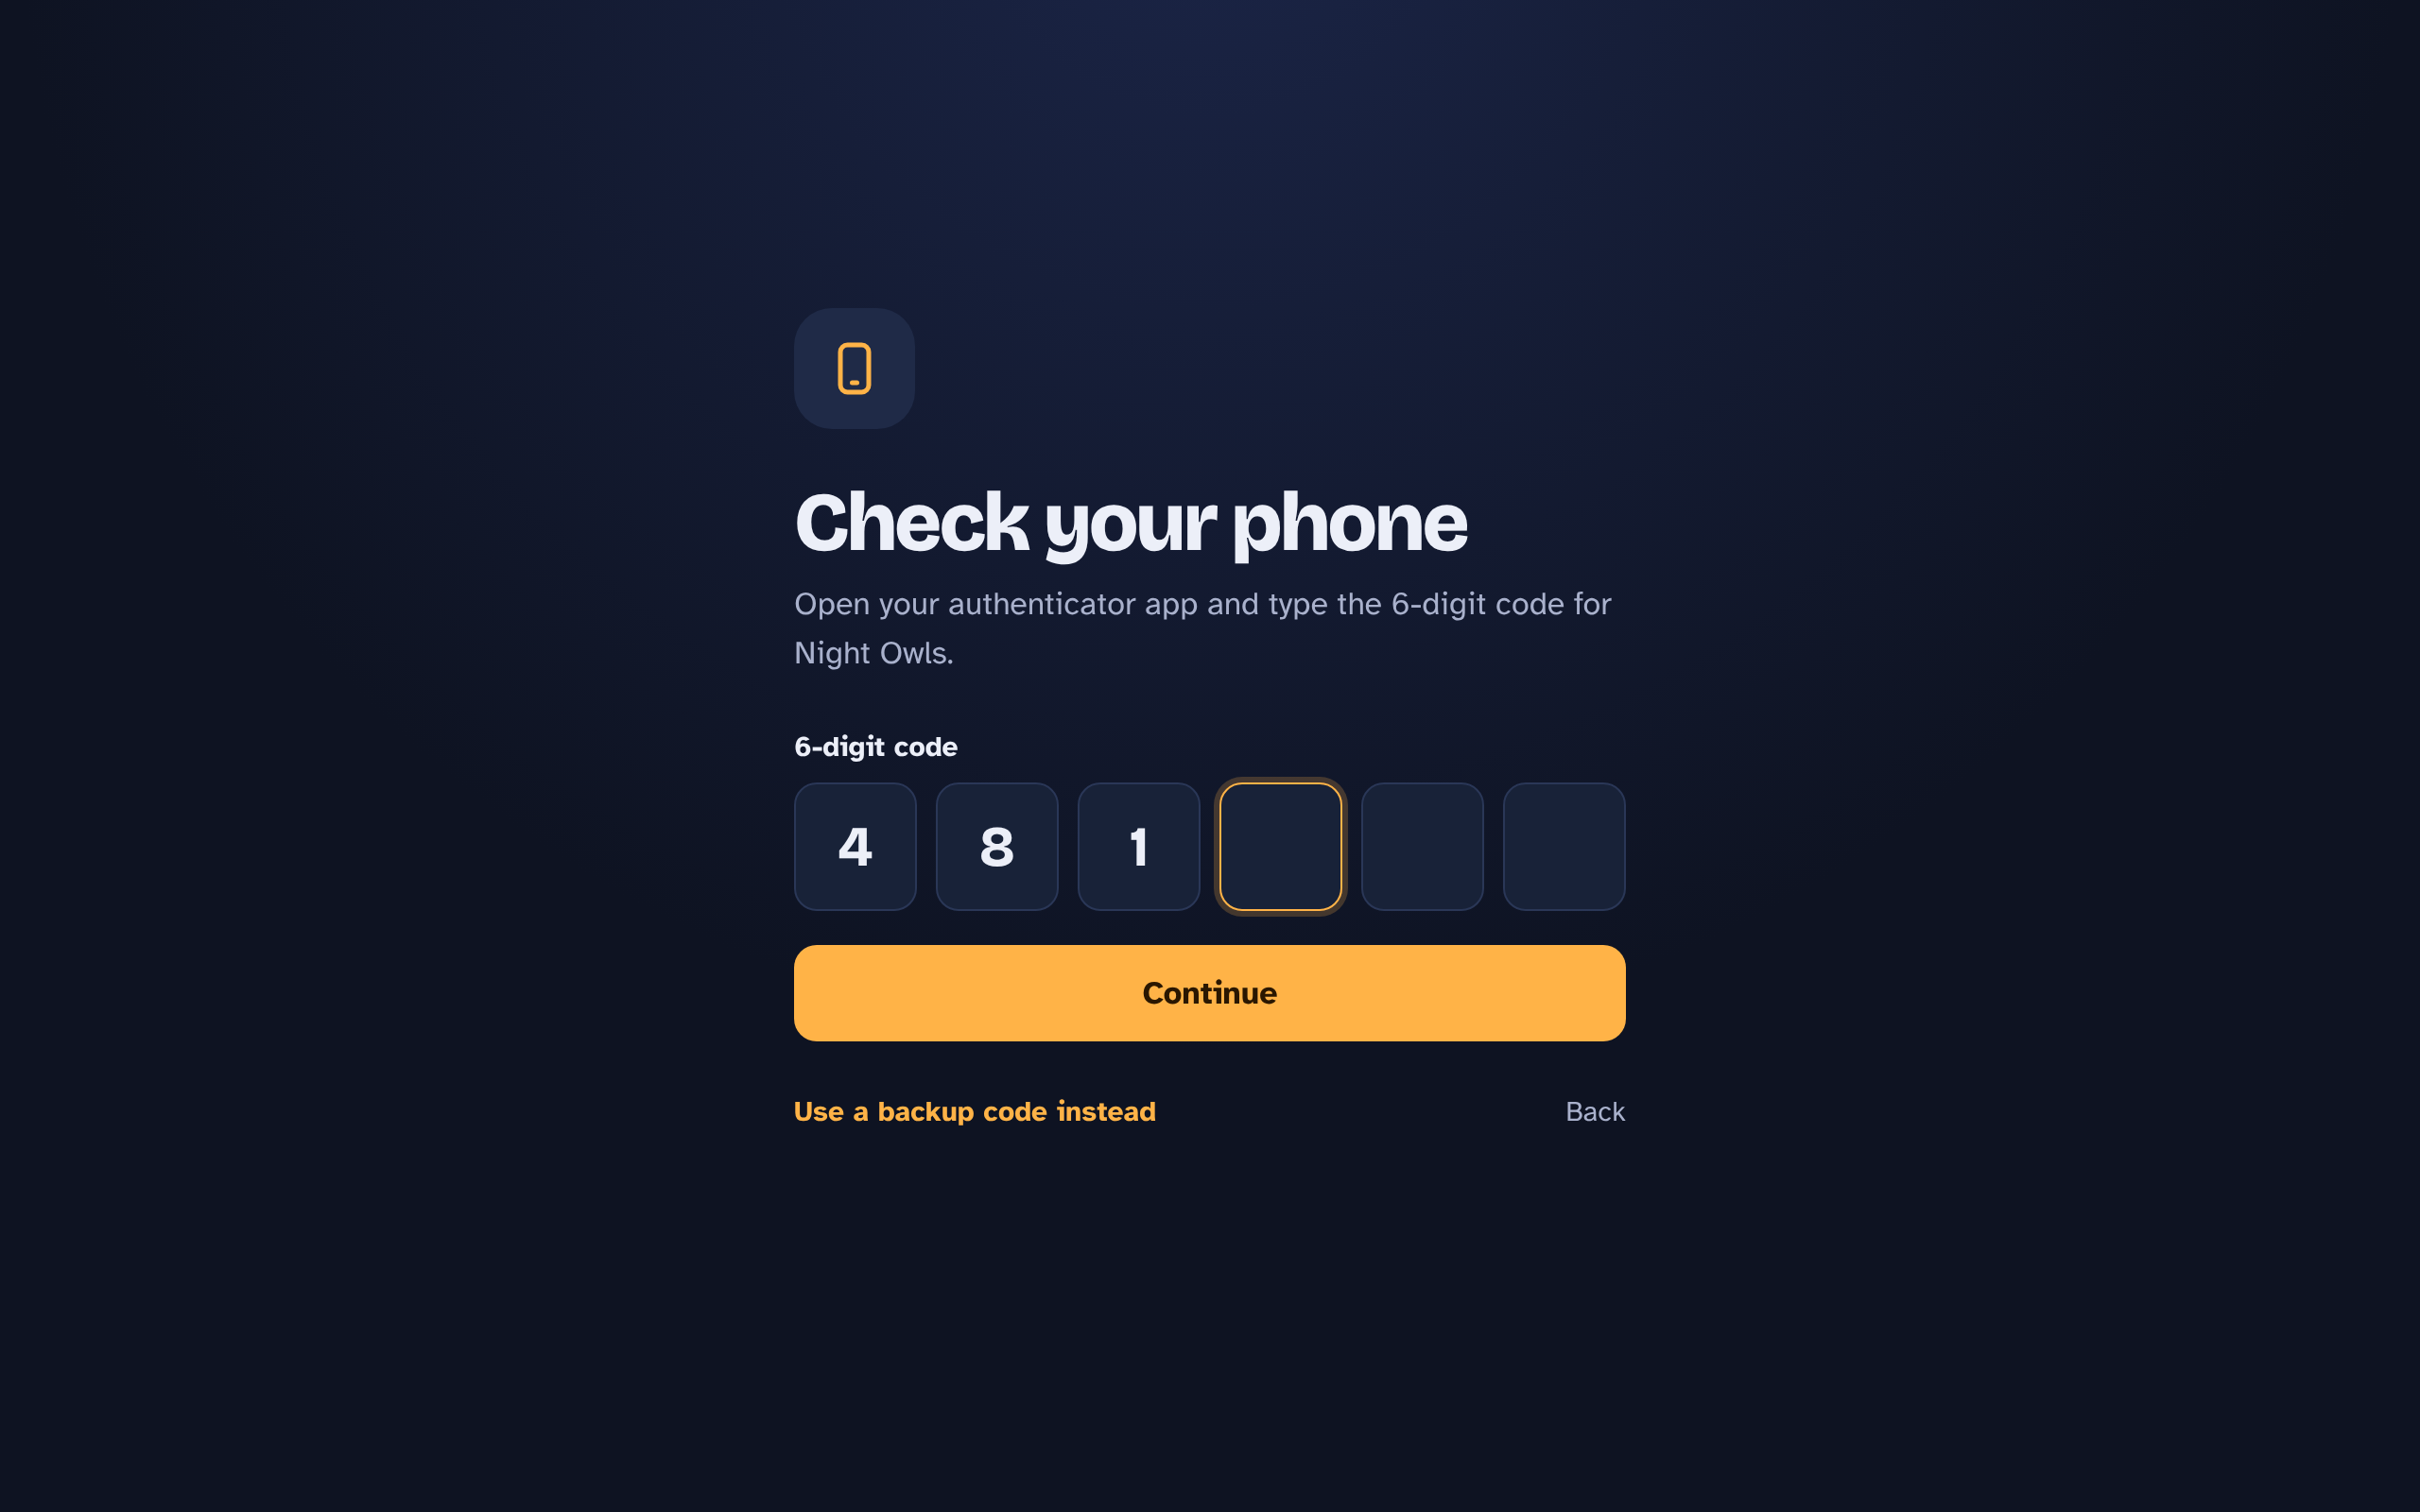 Check your phone
Open your authenticator app and type the 6-digit code for
Night Owls.
6-digit code
4 8 1
Continue
Use a backup code instead
Back